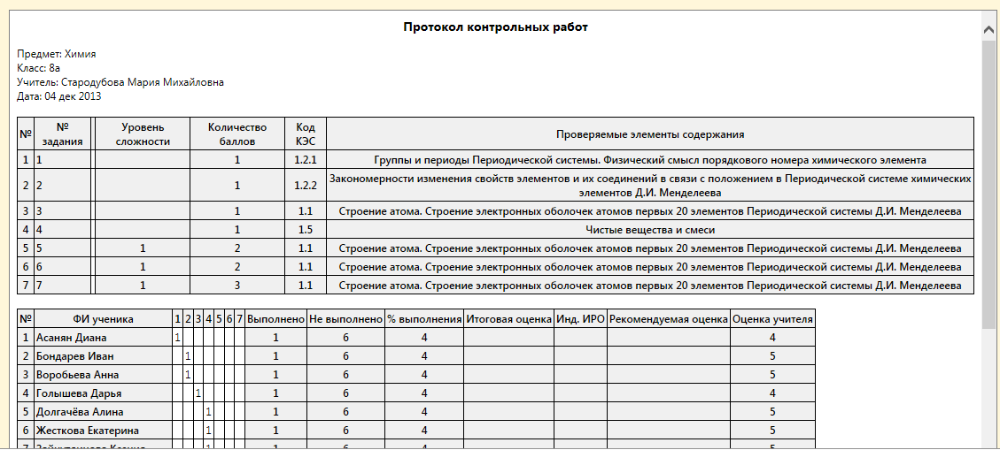 Протокол контрольных работ
Предмет: Химия
Класс: 8а
Учитель: Стародубова Мария Михайловна
Дата: 04 дек 2013
№ № задания Уровень сложности Количество баллов Код КЭС Проверяемые элементы содержания
1 1 1 1.2.1 Группы и периоды Периодической системы. Физический смысл порядкового номера химического элемента
2 2 1 1.2.2 Закономерности изменения свойств элементов и их соединений в связи с положением в Периодической системе химических
элементов Д.И. Менделеева
3 3 1 1.1 Строение атома. Строение электронных оболочек атомов первых 20 элементов Периодической системы Д.И. Менделеева
4 4 1 1.5 Чистые вещества и смеси
5 5 1 2 1.1 Строение атома. Строение электронных оболочек атомов первых 20 элементов Периодической системы Д.И. Менделеева
6 6 1 2 1.1 Строение атома. Строение электронных оболочек атомов первых 20 элементов Периодической системы Д.И. Менделеева
7 7 1 3 1.1 Строение атома. Строение электронных оболочек атомов первых 20 элементов Периодической системы Д.И. Менделеева
№ ФИ ученика 1 2 3 4 5 6 7 Выполнено Не выполнено % выполнения Итоговая оценка Инд. ИРО Рекомендуемая оценка Оценка учителя
1 Асанян Диана 1 1 6 4 4
2 Бондарев Иван 1 1 6 4 5
3 Воробьева Анна 1 1 6 4 5
4 Голышева Дарья 1 1 6 4 4
5 Долгачёва Алина 1 1 6 4 5
6 Жесткова Екатерина 1 1 6 4 5
7 1 1 6 4 5